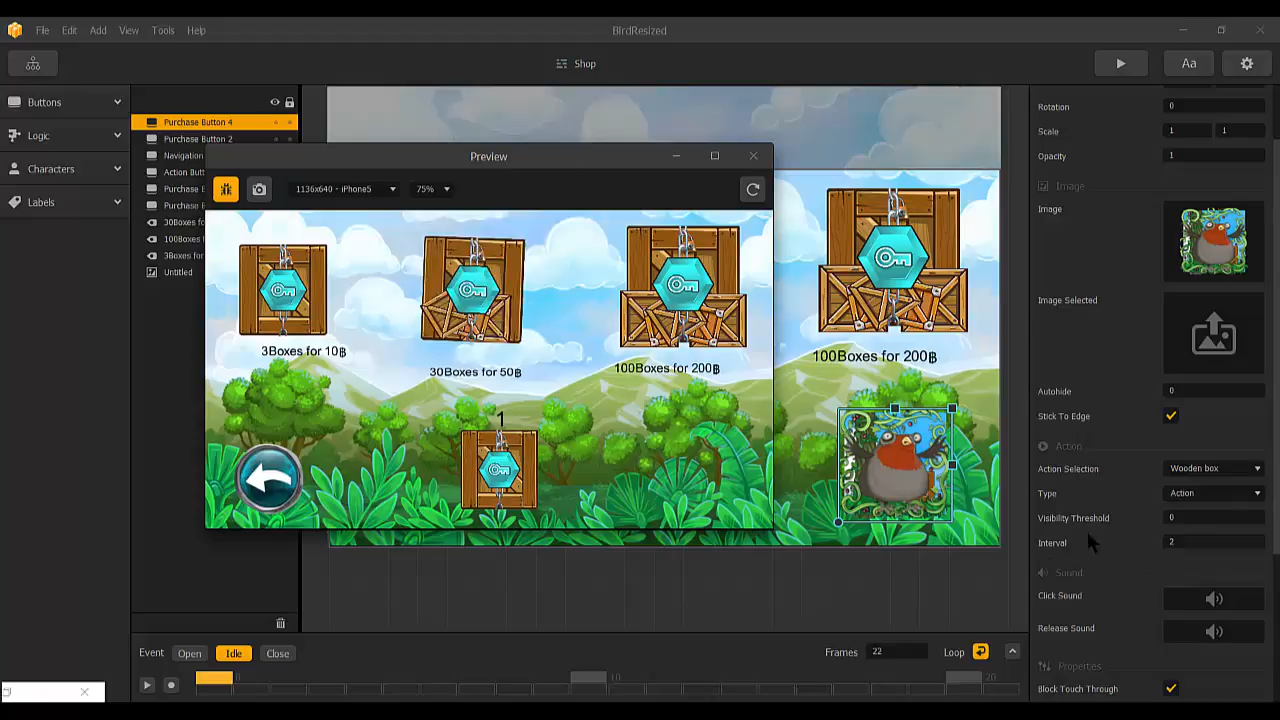 File Edit Add View Tools Help
BIrdResized
Shop
Aa
Buttons
Logic
Characters
Labels
Purchase Button 4
Purchase Button 2
Navigation
Action Butt
Purchase B
Purchase B
30Boxes fo
100Boxes f
3Boxes for
Untitled
Preview
1136x640 - iPhone5
75%
3Boxes for 10฿
30Boxes for 50฿
100Boxes for 200฿
1
100Boxes for 200฿
Rotation 0
Scale 1 1
Opacity 1
Image
Image
Image Selected
Autohide 0
Stick To Edge
Action
Action Selection Wooden box
Type Action
Visibility Threshold 0
Interval 2
Sound
Click Sound
Release Sound
Properties
Block Touch Through
Event Open Idle Close
Frames 22 Loop
0 10 20